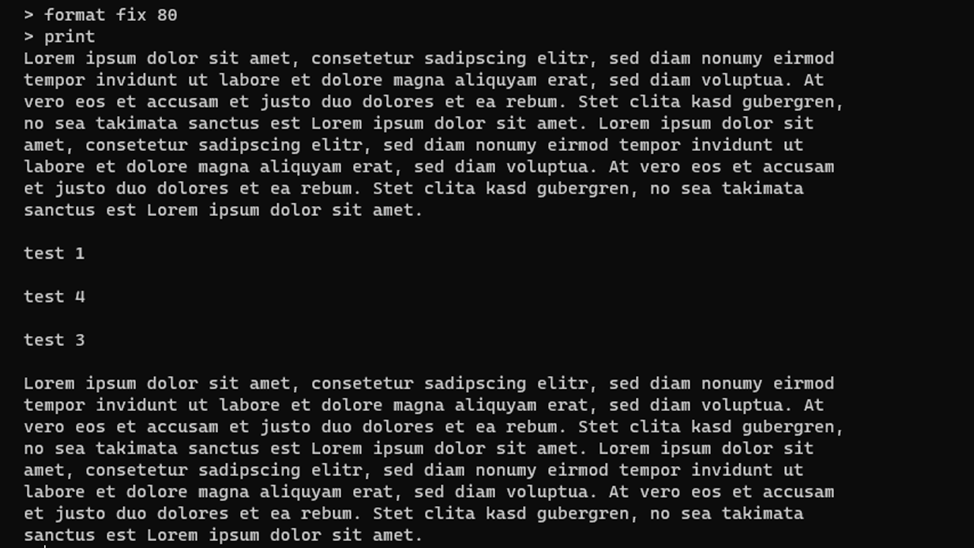 > format fix 80
> print
Lorem ipsum dolor sit amet, consetetur sadipscing elitr, sed diam nonumy eirmod
tempor invidunt ut labore et dolore magna aliquyam erat, sed diam voluptua. At
vero eos et accusam et justo duo dolores et ea rebum. Stet clita kasd gubergren,
no sea takimata sanctus est Lorem ipsum dolor sit amet. Lorem ipsum dolor sit
amet, consetetur sadipscing elitr, sed diam nonumy eirmod tempor invidunt ut
labore et dolore magna aliquyam erat, sed diam voluptua. At vero eos et accusam
et justo duo dolores et ea rebum. Stet clita kasd gubergren, no sea takimata
sanctus est Lorem ipsum dolor sit amet.

test 1

test 4

test 3

Lorem ipsum dolor sit amet, consetetur sadipscing elitr, sed diam nonumy eirmod
tempor invidunt ut labore et dolore magna aliquyam erat, sed diam voluptua. At
vero eos et accusam et justo duo dolores et ea rebum. Stet clita kasd gubergren,
no sea takimata sanctus est Lorem ipsum dolor sit amet. Lorem ipsum dolor sit
amet, consetetur sadipscing elitr, sed diam nonumy eirmod tempor invidunt ut
labore et dolore magna aliquyam erat, sed diam voluptua. At vero eos et accusam
et justo duo dolores et ea rebum. Stet clita kasd gubergren, no sea takimata
sanctus est Lorem ipsum dolor sit amet.